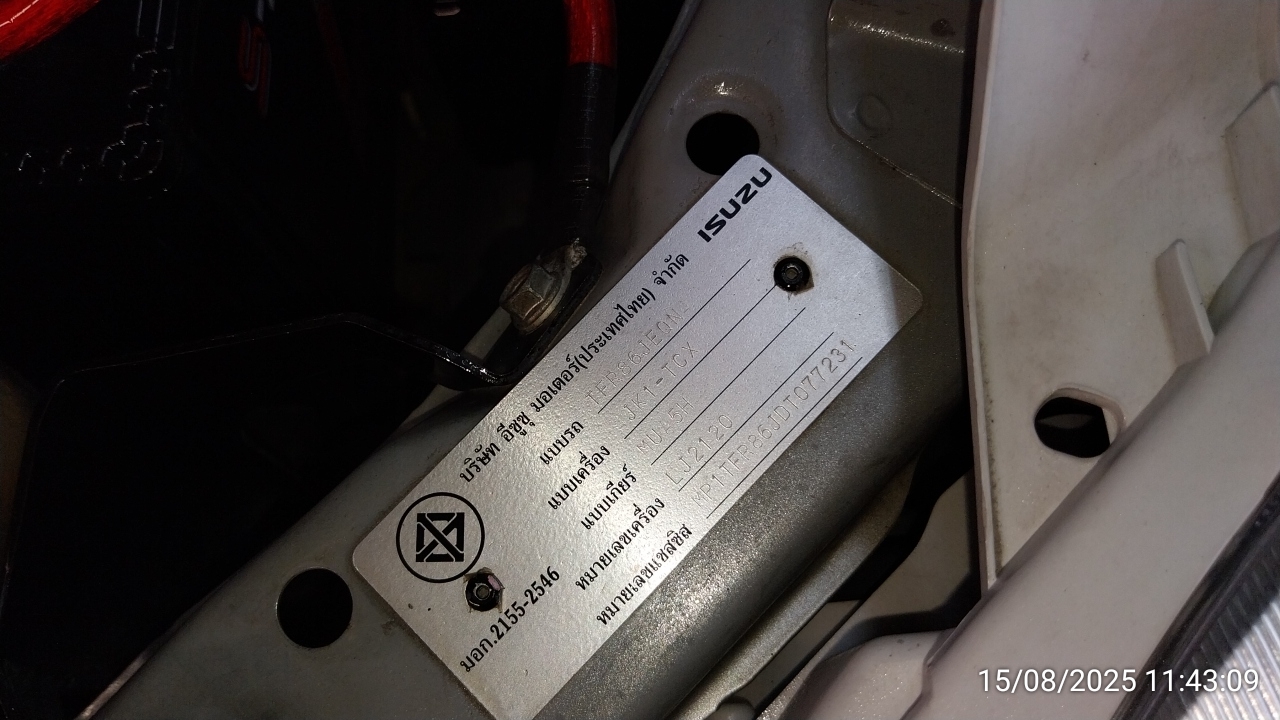 ISUZU
บริษัท อีซูซุ มอเตอร์(ประเทศไทย) จำกัด
แบบรถ TFR86JEQN2
แบบเครื่อง JK1-TCX
แบบเกียร์ MUA5H
หมายเลขเครื่อง LJ2120
หมายเลขแชสซิส MP1TFR86JDT077231
มอก.2155-2546
15/08/2025 11:43:09